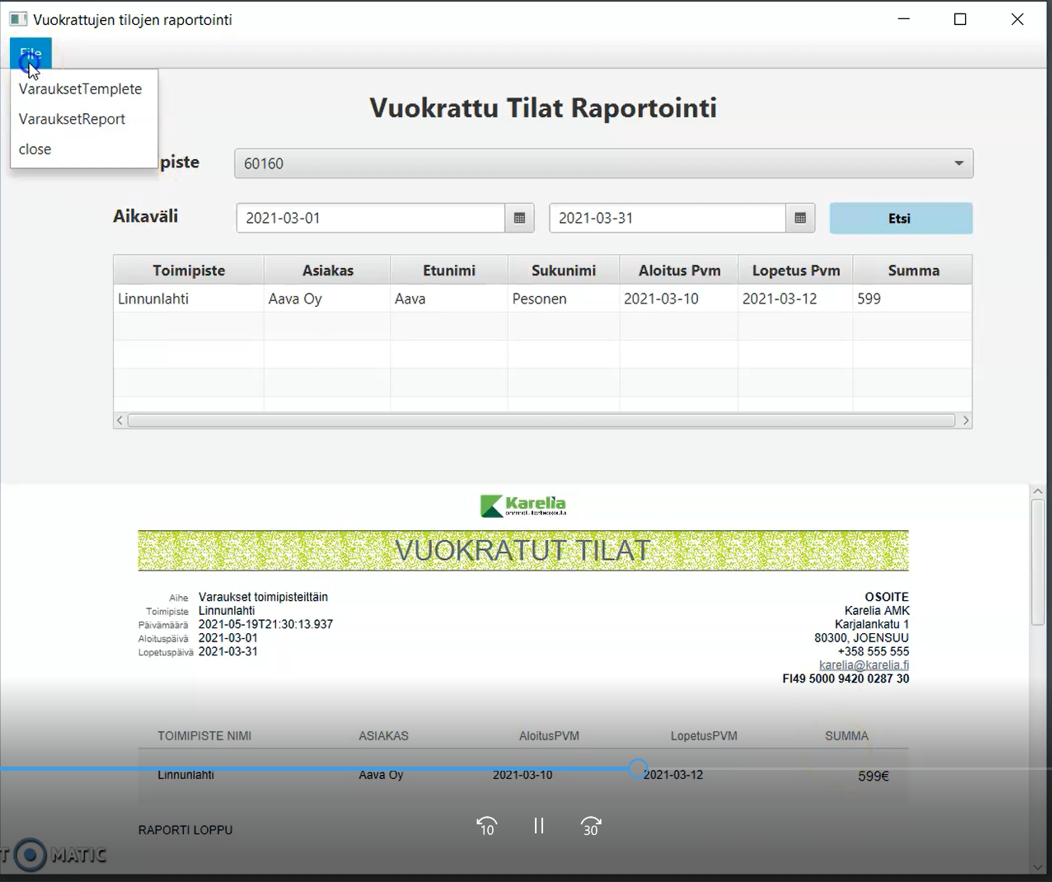 Vuokrattujen tilojen raportointi
File
VarauksetTemplete
VarauksetReport
close
Vuokrattu Tilat Raportointi
piste
60160
Aikaväli
2021-03-01
2021-03-31
Etsi
Toimipiste Asiakas Etunimi Sukunimi Aloitus Pvm Lopetus Pvm Summa
Linnunlahti Aava Oy Aava Pesonen 2021-03-10 2021-03-12 599
Karelia
VUOKRATUT TILAT
Aihe Varaukset toimipisteittäin
Toimipiste Linnunlahti
Päivämäärä 2021-05-19T21:30:13.937
Aloituspäivä 2021-03-01
Lopetuspäivä 2021-03-31
OSOITE
Karelia AMK
Karjalankatu 1
80300, JOENSUU
+358 555 555
karelia@karelia.fi
FI49 5000 9420 0287 30
TOIMIPISTE NIMI ASIAKAS AloitusPVM LopetusPVM SUMMA
Linnunlahti Aava Oy 2021-03-10 2021-03-12 599€
RAPORTI LOPPU
10
30
T MATIC